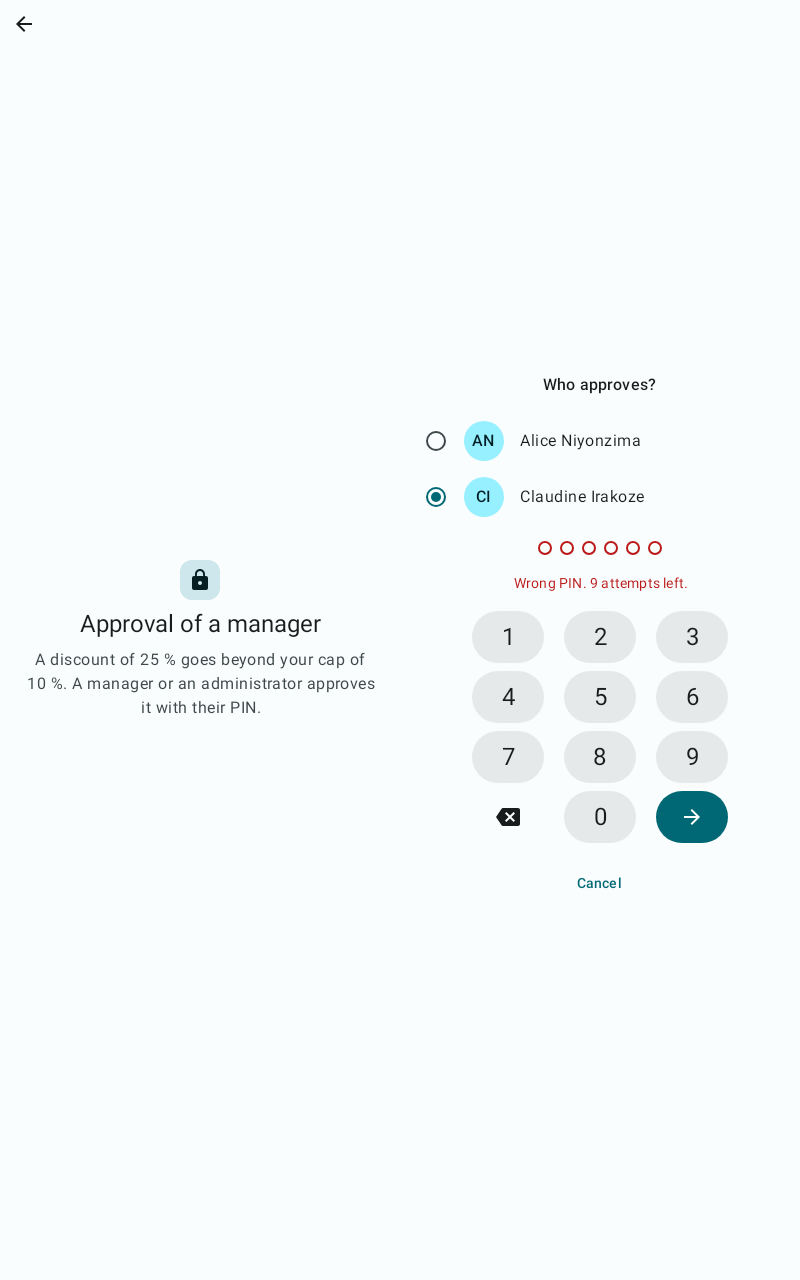 Approval of a manager
A discount of 25 % goes beyond your cap of
10 %. A manager or an administrator approves
it with their PIN.
Who approves?
AN Alice Niyonzima
CI Claudine Irakoze
Wrong PIN. 9 attempts left.
1 2 3
4 5 6
7 8 9
0
Cancel